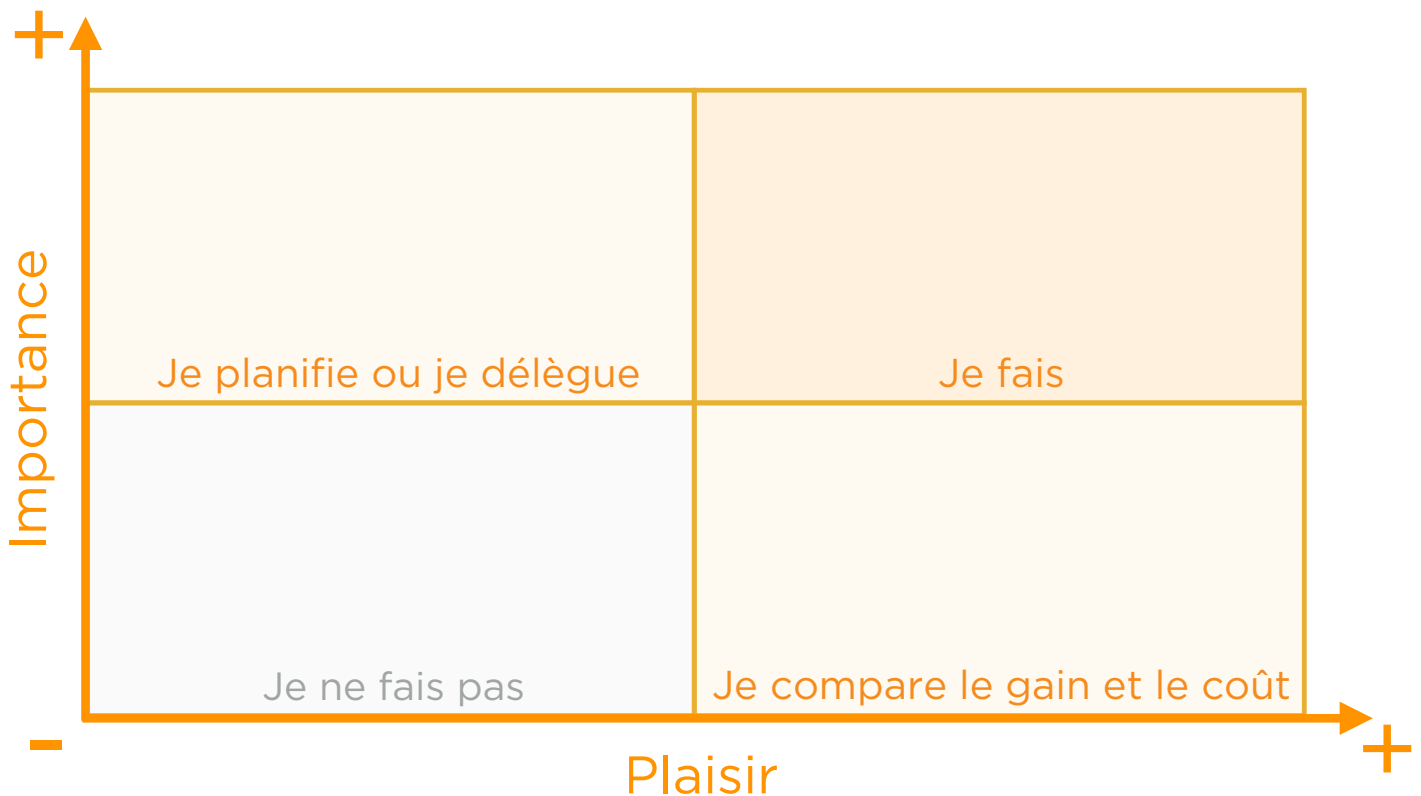 +
Importance
Je planifie ou je délègue
Je fais
Je ne fais pas
Je compare le gain et le coût
-
+
Plaisir